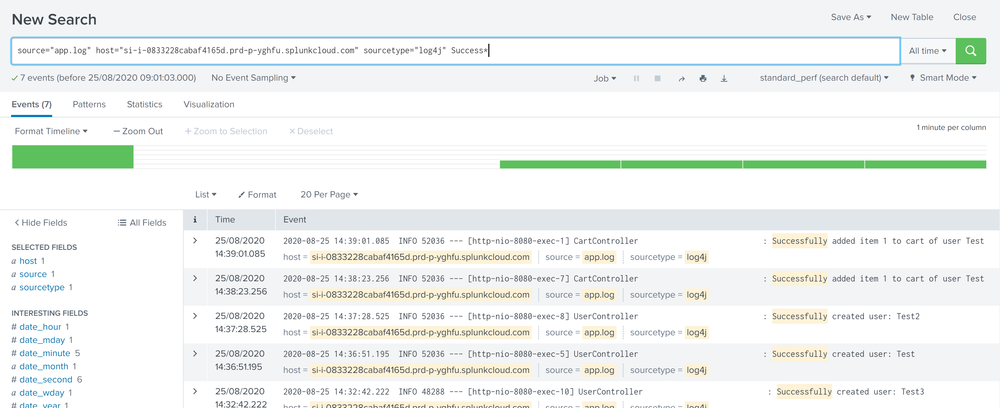 New Search
Save As New Table Close
source="app.log" host="si-i-0833228cabaf4165d.prd-p-yghfu.splunkcloud.com" sourcetype="log4j" Success*
All time
7 events (before 25/08/2020 09:01:03.000) No Event Sampling Job standard_perf (search default) Smart Mode
Events (7) Patterns Statistics Visualization
Format Timeline — Zoom Out + Zoom to Selection × Deselect 1 minute per column
List Format 20 Per Page
< Hide Fields All Fields
i Time Event
SELECTED FIELDS
a host 1
a source 1
a sourcetype 1
INTERESTING FIELDS
# date_hour 1
# date_mday 1
# date_minute 5
a date_month 1
# date_second 6
a date_wday 1
# date_year 1
> 25/08/2020 2020-08-25 14:39:01.085 INFO 52036 --- [http-nio-8080-exec-1] CartController : Successfully added item 1 to cart of user Test
14:39:01.085 host = si-i-0833228cabaf4165d.prd-p-yghfu.splunkcloud.com source = app.log sourcetype = log4j
> 25/08/2020 2020-08-25 14:38:23.256 INFO 52036 --- [http-nio-8080-exec-7] CartController : Successfully added item 1 to cart of user Test
14:38:23.256 host = si-i-0833228cabaf4165d.prd-p-yghfu.splunkcloud.com source = app.log sourcetype = log4j
> 25/08/2020 2020-08-25 14:37:28.525 INFO 52036 --- [http-nio-8080-exec-8] UserController : Successfully created user: Test2
14:37:28.525 host = si-i-0833228cabaf4165d.prd-p-yghfu.splunkcloud.com source = app.log sourcetype = log4j
> 25/08/2020 2020-08-25 14:36:51.195 INFO 52036 --- [http-nio-8080-exec-5] UserController : Successfully created user: Test
14:36:51.195 host = si-i-0833228cabaf4165d.prd-p-yghfu.splunkcloud.com source = app.log sourcetype = log4j
> 25/08/2020 2020-08-25 14:32:42.222 INFO 48288 --- [http-nio-8080-exec-10] UserController : Successfully created user: Test3
14:32:42.222 host = si-i-0833228cabaf4165d.prd-p-yghfu.splunkcloud.com source = app.log sourcetype = log4j